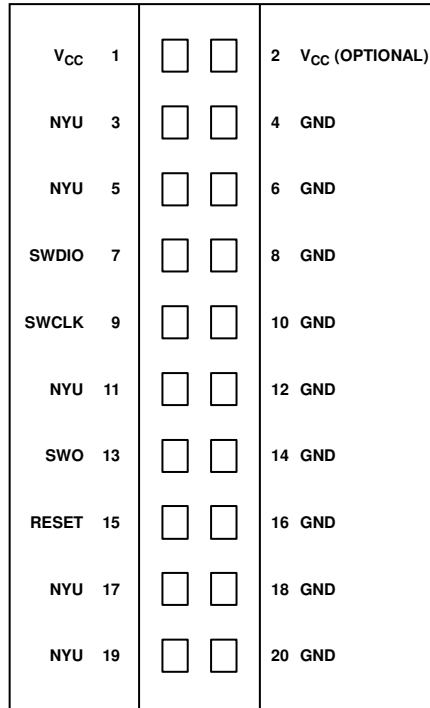 V_CC 1 2 V_CC (OPTIONAL)
NYU 3 4 GND
NYU 5 6 GND
SWDIO 7 8 GND
SWCLK 9 10 GND
NYU 11 12 GND
SWO 13 14 GND
RESET 15 16 GND
NYU 17 18 GND
NYU 19 20 GND